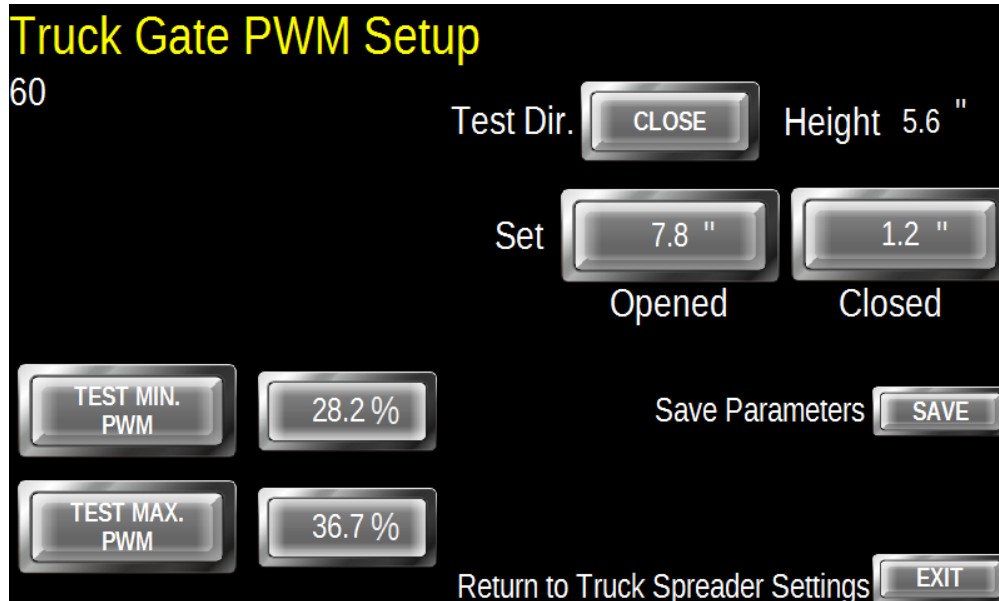 Truck Gate PWM Setup
60
Test Dir. CLOSE Height 5.6 "
Set 7.8 " 1.2 "
Opened Closed
TEST MIN.
PWM
28.2 %
Save Parameters SAVE
TEST MAX.
PWM
36.7 %
Return to Truck Spreader Settings EXIT